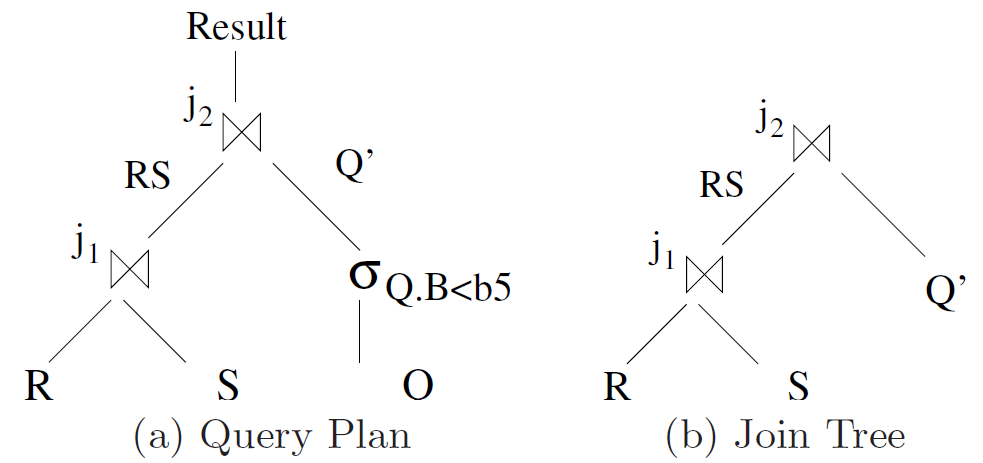 Result
j2
RS
Q’
j1
σQ.B<b5
R
S
O
(a) Query Plan
j2
RS
j1
Q’
R
S
(b) Join Tree